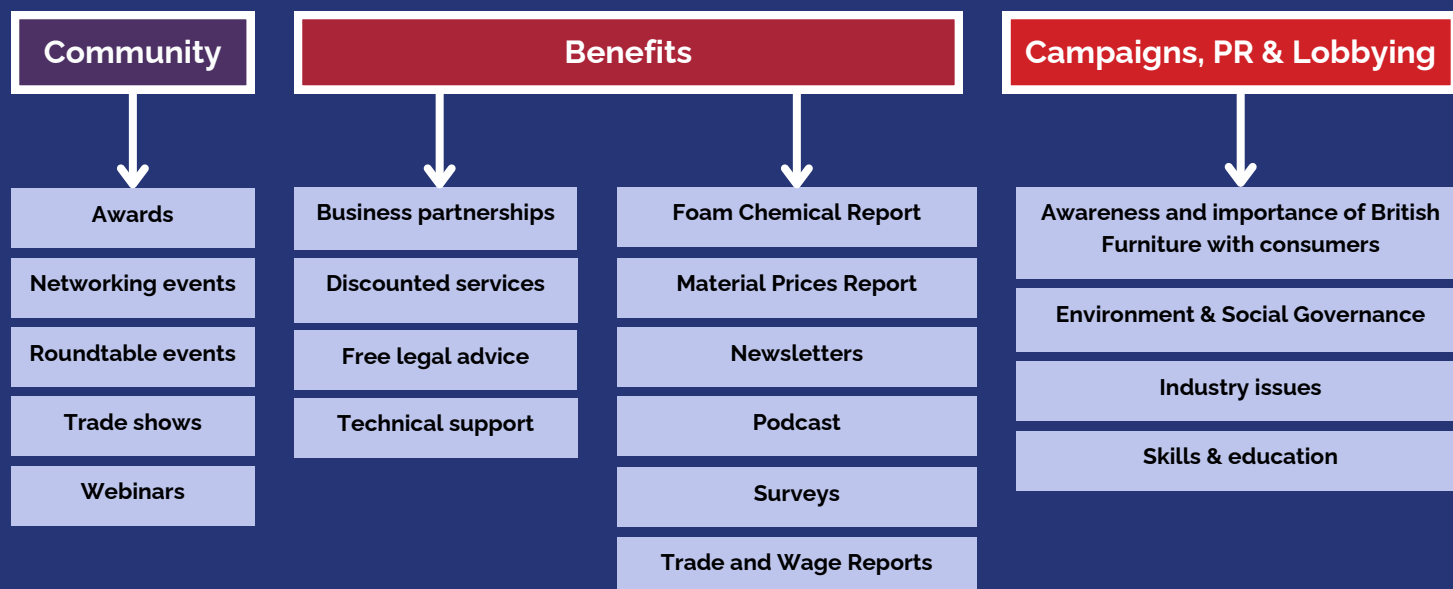 Community
Benefits
Campaigns, PR & Lobbying
Awards
Networking events
Roundtable events
Trade shows
Webinars
Business partnerships
Discounted services
Free legal advice
Technical support
Foam Chemical Report
Material Prices Report
Newsletters
Podcast
Surveys
Trade and Wage Reports
Awareness and importance of British
Furniture with consumers
Environment & Social Governance
Industry issues
Skills & education